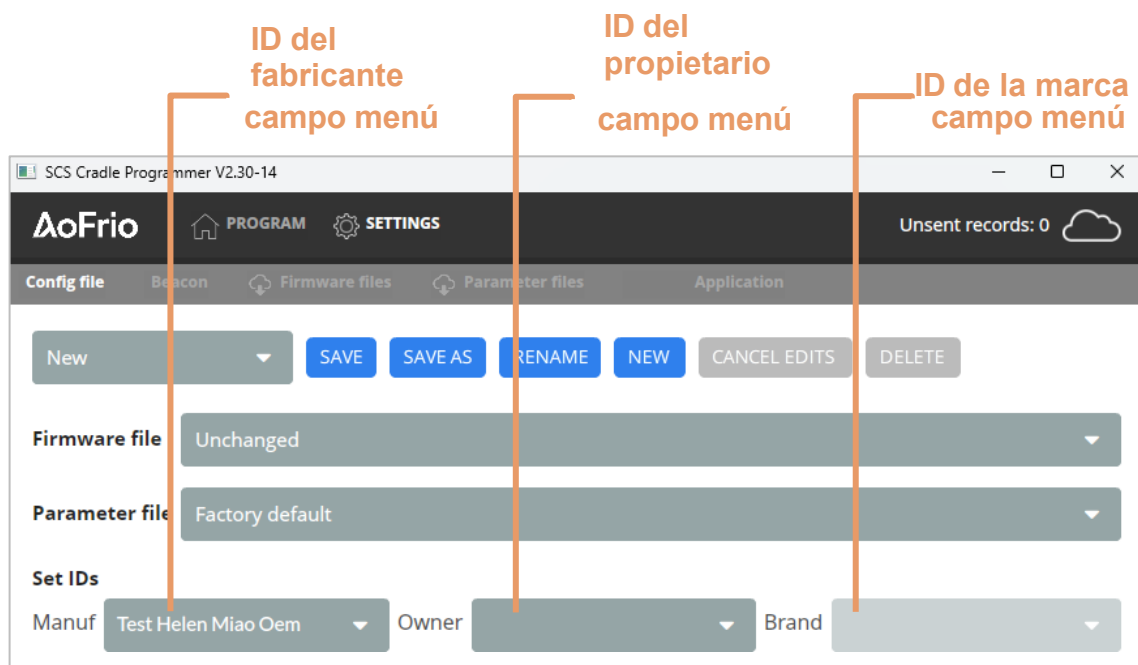 ID del
fabricante
campo menú
ID del
propietario
campo menú
ID de la marca
campo menú
SCS Cradle Programmer V2.30-14
AoFrio PROGRAM SETTINGS Unsent records: 0
Config file Beacon Firmware files Parameter files Application
New SAVE SAVE AS RENAME NEW CANCEL EDITS DELETE
Firmware file Unchanged
Parameter file Factory default
Set IDs
Manuf Test Helen Miao Oem Owner Brand